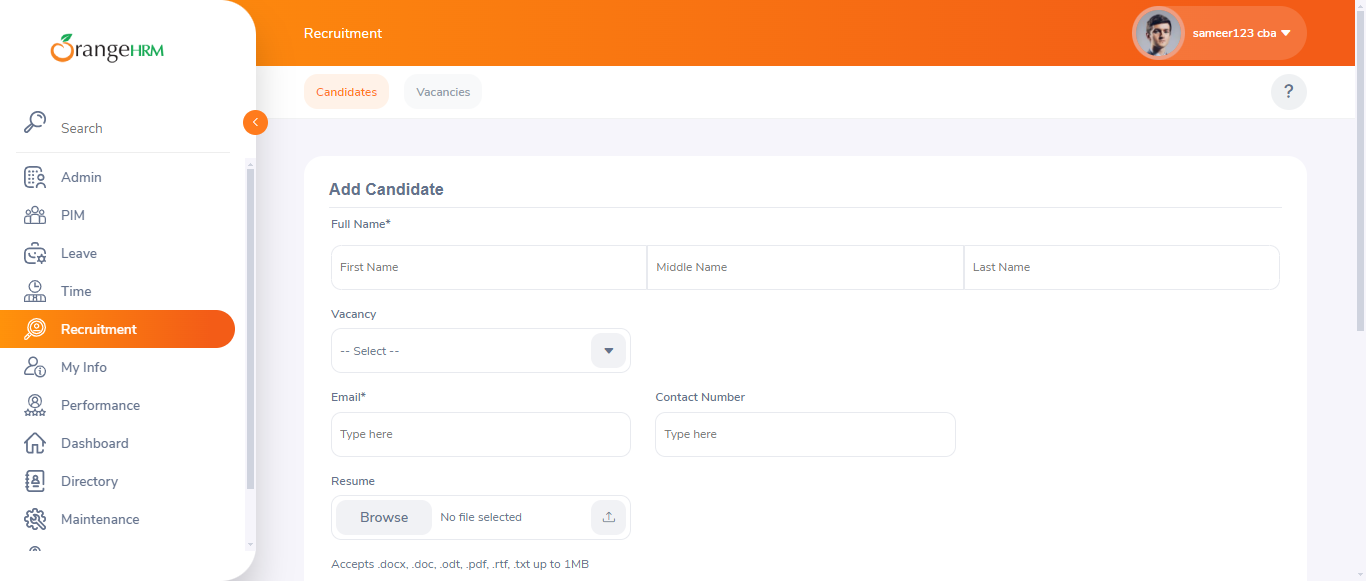 OrangeHRM
Search
Admin
PIM
Leave
Time
Recruitment
My Info
Performance
Dashboard
Directory
Maintenance
Recruitment
sameer123 cba
Candidates
Vacancies
?
Add Candidate
Full Name*
First Name
Middle Name
Last Name
Vacancy
-- Select --
Email*
Contact Number
Type here
Type here
Resume
Browse
No file selected
Accepts .docx, .doc, .odt, .pdf, .rtf, .txt up to 1MB